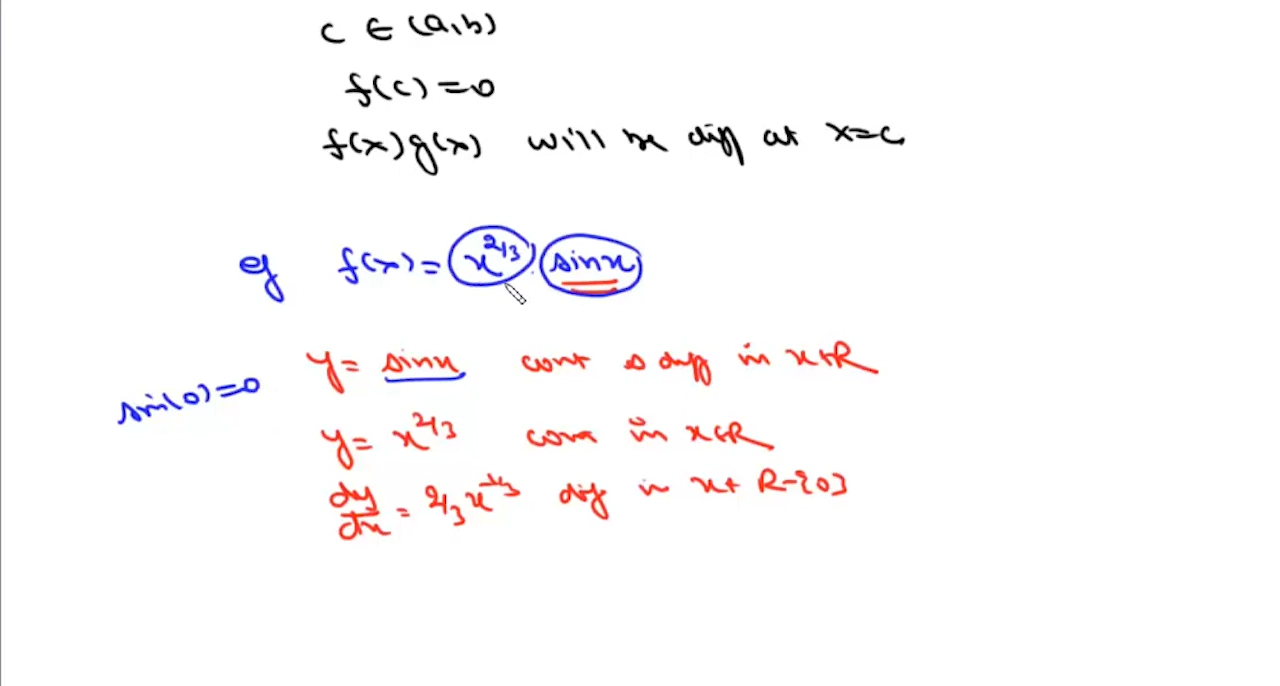 c ∈ (a,b)
f(c) = 0
f(x)g(x) will be diff at x=c
eg f(x) = x^2/3 . sinx
y = sinx cont & diff in x∈R
sin(0)=0
y = x^2/3 cont in x∈R
dy/dx = 2/3 x^-1/3 diff in x∈ R-{0}